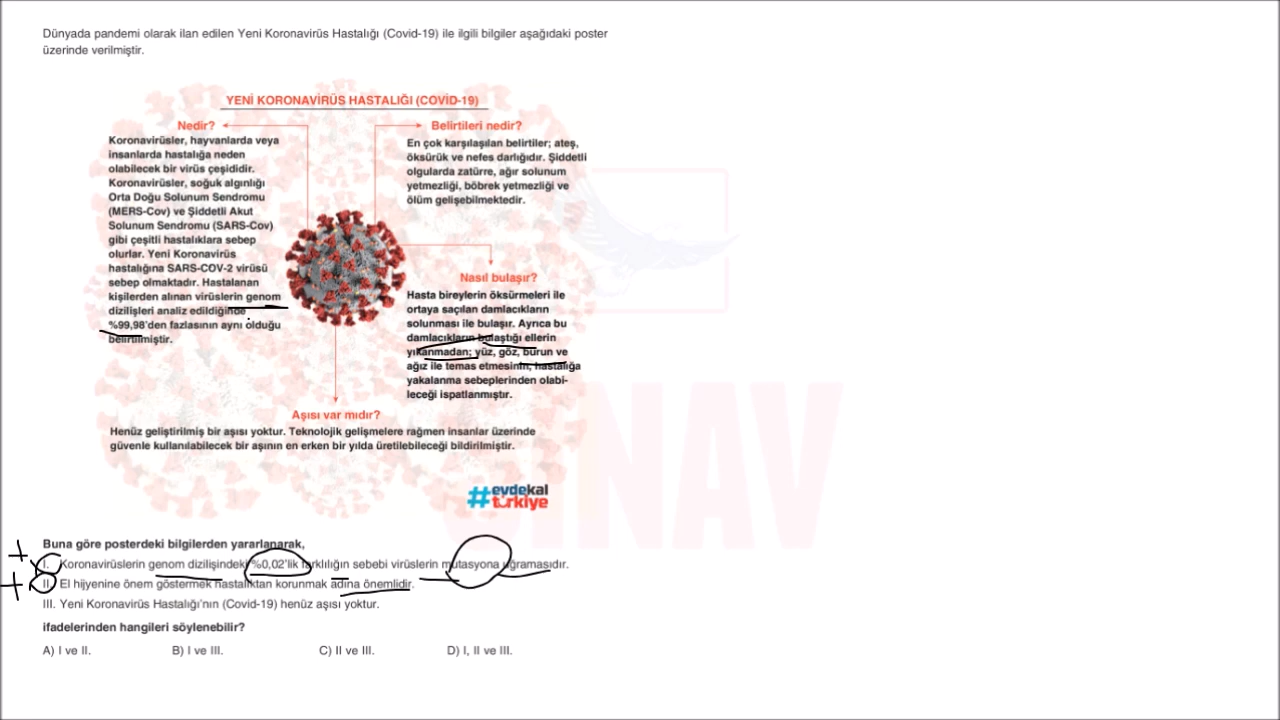 Dünyada pandemi olarak ilan edilen Yeni Koronavirüs Hastalığı (Covid-19) ile ilgili bilgiler aşağıdaki poster
üzerinde verilmiştir.
YENİ KORONAVİRÜS HASTALIĞI (COVİD-19)
Nedir?
Koronavirüsler, hayvanlarda veya
insanlarda hastalığa neden
olabilecek bir virüs çeşididir.
Koronavirüsler, soğuk algınlığı
Orta Doğu Solunum Sendromu
(MERS-Cov) ve Şiddetli Akut
Solunum Sendromu (SARS-Cov)
gibi çeşitli hastalıklara sebep
olurlar. Yeni Koronavirüs
hastalığına SARS-COV-2 virüsü
sebep olmaktadır. Hastalanan
kişilerden alınan virüslerin genom
dizilişleri analiz edildiğinde
%99,98'den fazlasının aynı olduğu
belirtilmiştir.
Belirtileri nedir?
En çok karşılaşılan belirtiler; ateş,
öksürük ve nefes darlığıdır. Şiddetli
olgularda zatürre, ağır solunum
yetmezliği, böbrek yetmezliği ve
ölüm gelişebilmektedir.
Nasıl bulaşır?
Hasta bireylerin öksürmeleri ile
ortaya saçılan damlacıkların
solunması ile bulaşır. Ayrıca bu
damlacıkların bulaştığı ellerin
yıkanmadan; yüz, göz, burun ve
ağız ile temas etmesinin, hastalığa
yakalanma sebeplerinden olabi-
leceği ispatlanmıştır.
Aşısı var mıdır?
Henüz geliştirilmiş bir aşısı yoktur. Teknolojik gelişmelere rağmen insanlar üzerinde
güvenle kullanılabilecek bir aşının en erken bir yılda üretilebileceği bildirilmiştir.
#evdekal
türkiye
SINAV
Buna göre posterdeki bilgilerden yararlanarak,
I. Koronavirüslerin genom dizilişindeki %0,02'lik farklılığın sebebi virüslerin mutasyona uğramasıdır.
II. El hijyenine önem göstermek hastalıktan korunmak adına önemlidir.
III. Yeni Koronavirüs Hastalığı'nın (Covid-19) henüz aşısı yoktur.
ifadelerinden hangileri söylenebilir?
A) I ve II. B) I ve III. C) II ve III. D) I, II ve III.